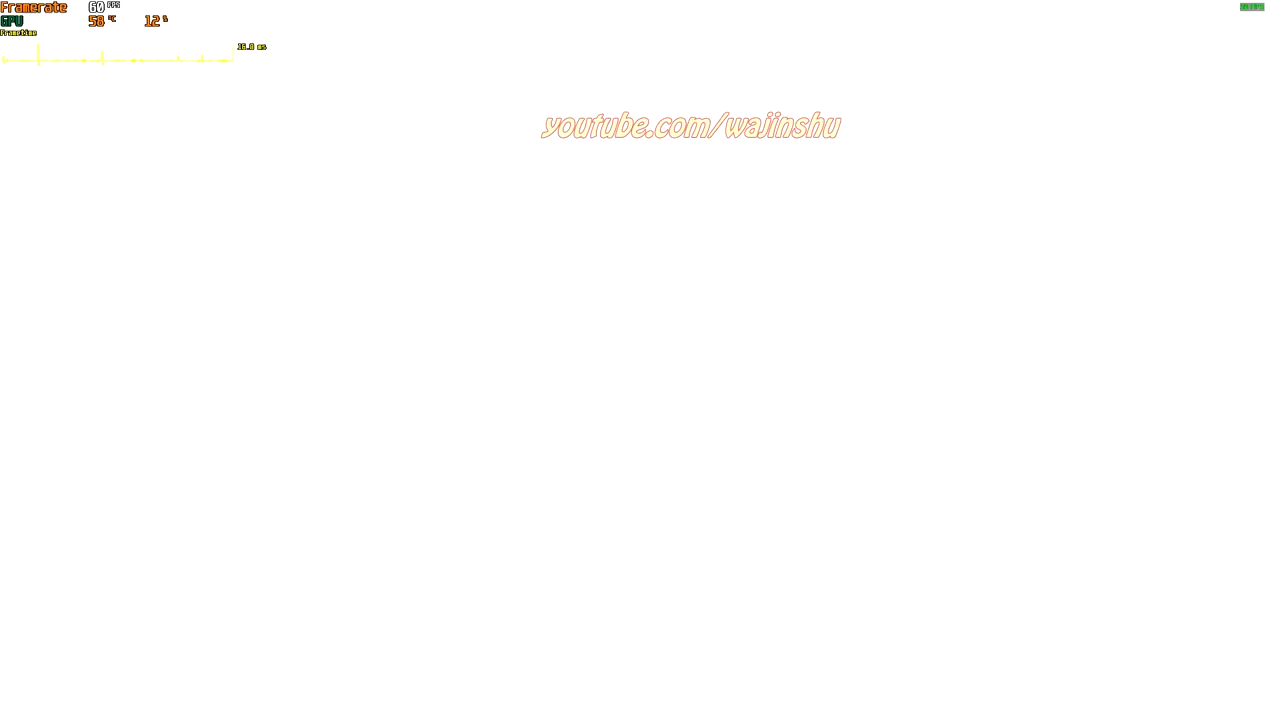 Framerate 60 FPS
GPU 58 °C 12 %
Frametime
16.8 ms
youtube.com/wajinshu